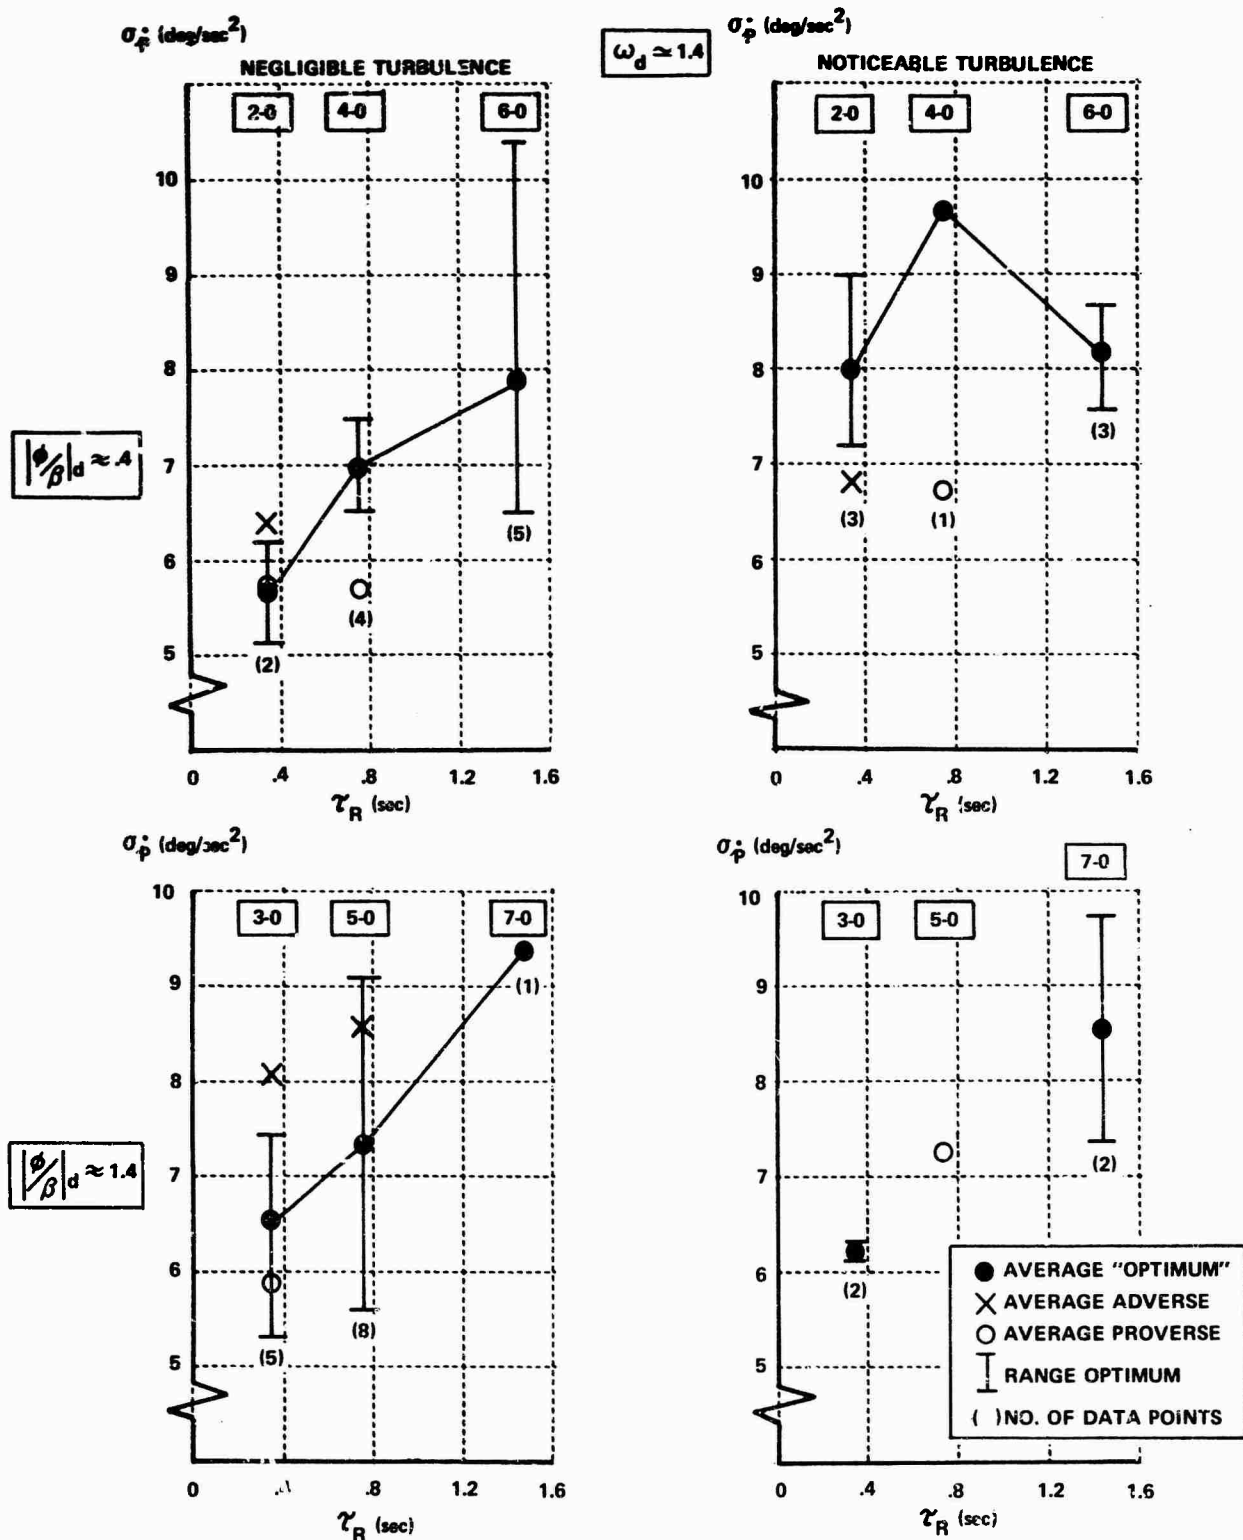 σṗ (deg/sec²)
NEGLIGIBLE TURBULENCE
2-0 4-0 6-0
10
9
8
7
6
5
(2)
(4)
(5)
0 .4 .8 1.2 1.6
τR (sec)
ωd ≃ 1.4
σṗ (deg/sec²)
NOTICEABLE TURBULENCE
2-0 4-0 6-0
10
9
8
7
6
5
(3)
(1)
(3)
0 .4 .8 1.2 1.6
τR (sec)
|ϕ/β|d ≈ .4
σṗ (deg/sec²)
3-0 5-0 7-0
10
9
8
7
6
5
(5)
(8)
(1)
0 .4 .8 1.2 1.6
τR (sec)
|ϕ/β|d ≈ 1.4
σṗ (deg/sec²)
3-0 5-0 7-0
10
9
8
7
6
5
(2)
(2)
0 .4 .8 1.2 1.6
τR (sec)
● AVERAGE "OPTIMUM"
× AVERAGE ADVERSE
○ AVERAGE PROVERSE
RANGE OPTIMUM
( ) NO. OF DATA POINTS